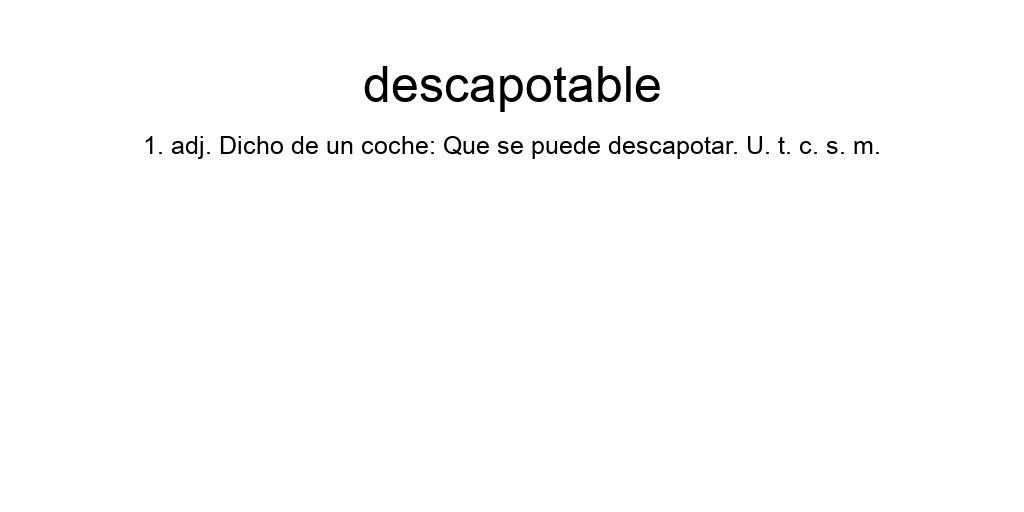 descapotable
1. adj. Dicho de un coche: Que se puede descapotar. U. t. c. s. m.